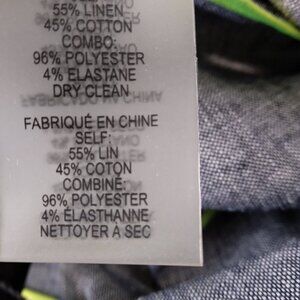 55% LINEN
45% COTTON
COMBO:
96% POLYESTER
4% ELASTANE
DRY CLEAN
FABRIQUÉ EN CHINE
SELF:
55% LIN
45% COTON
COMBINÉ:
96% POLYESTER
4% ÉLASTHANNE
NETTOYER A SEC